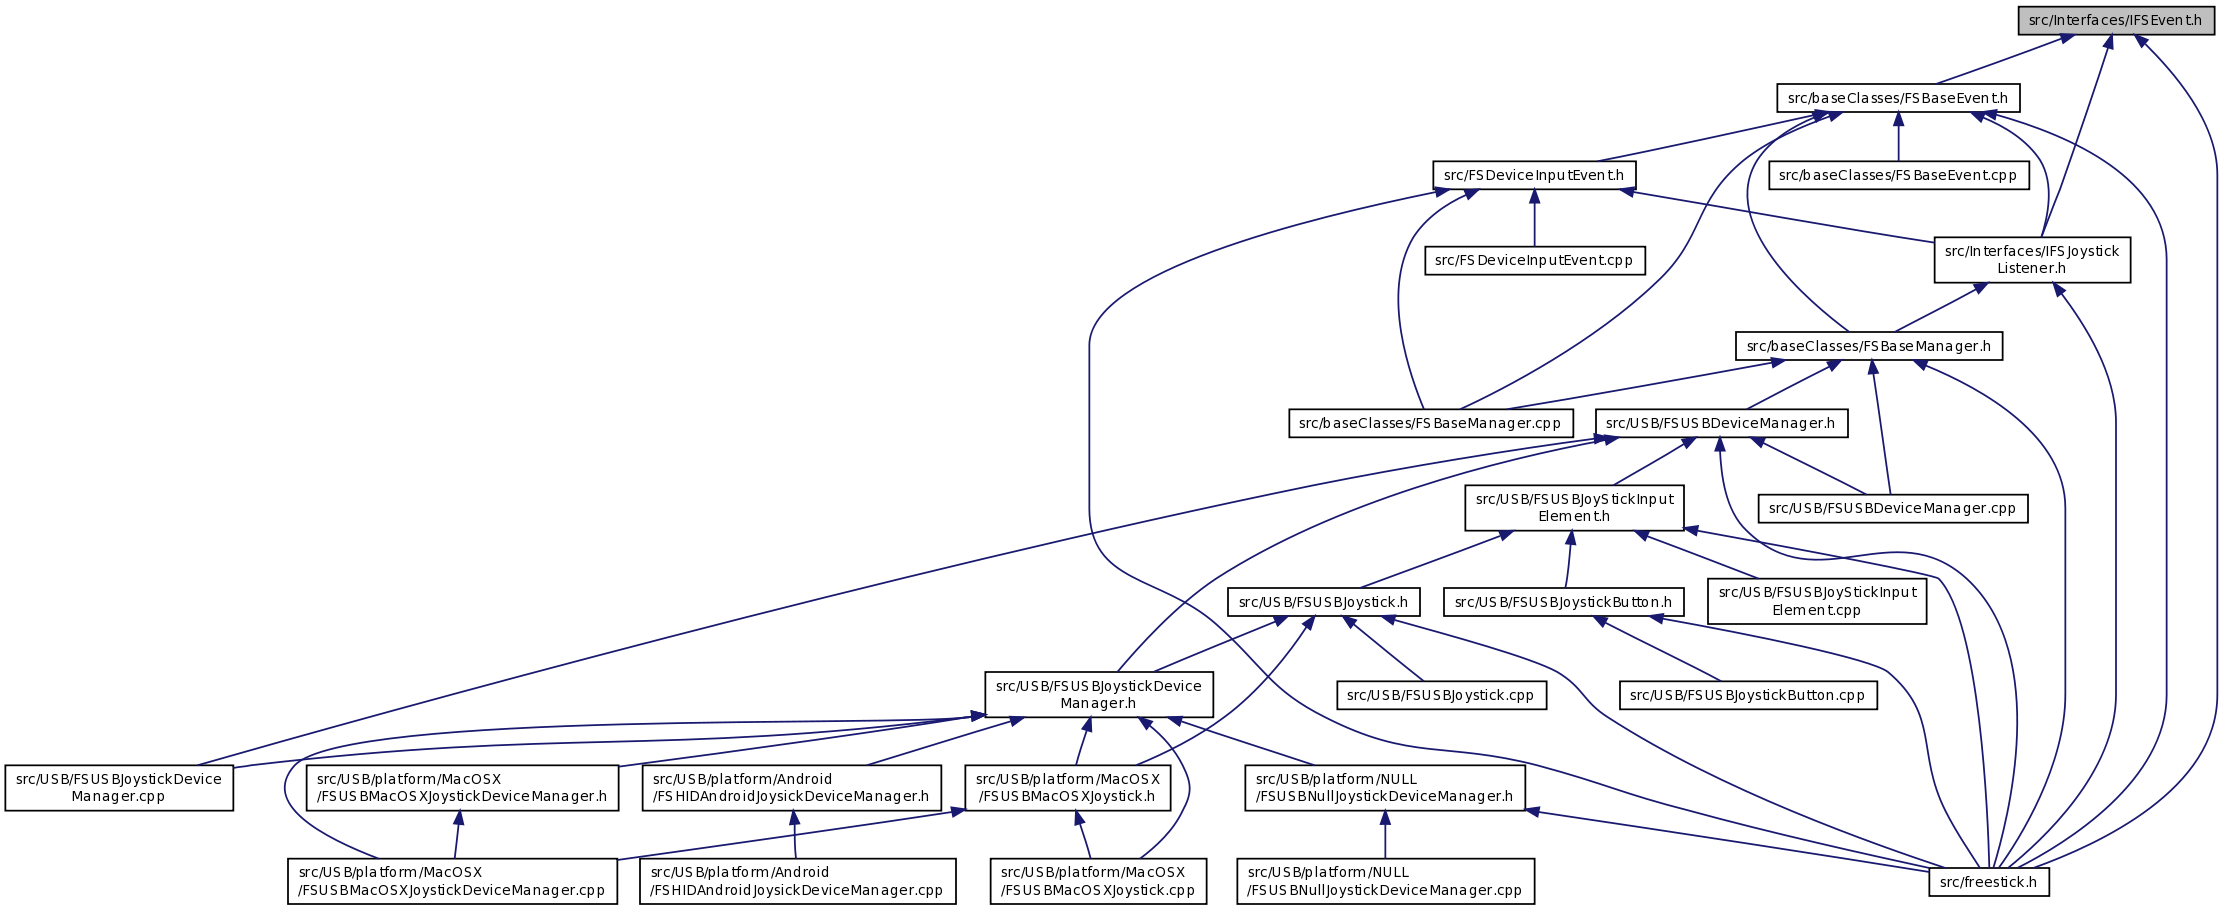 src/Interfaces/IFSEvent.h
src/baseClasses/FSBaseEvent.h
src/FSDeviceInputEvent.h
src/baseClasses/FSBaseEvent.cpp
src/FSDeviceInputEvent.cpp
src/Interfaces/IFSJoystick
Listener.h
src/baseClasses/FSBaseManager.h
src/baseClasses/FSBaseManager.cpp
src/USB/FSUSBDeviceManager.h
src/USB/FSUSBJoyStickInput
Element.h
src/USB/FSUSBDeviceManager.cpp
src/USB/FSUSBJoystick.h
src/USB/FSUSBJoystickButton.h
src/USB/FSUSBJoyStickInput
Element.cpp
src/USB/FSUSBJoystickDevice
Manager.h
src/USB/FSUSBJoystick.cpp
src/USB/FSUSBJoystickButton.cpp
src/USB/FSUSBJoystickDevice
Manager.cpp
src/USB/platform/MacOSX
/FSUSBMacOSXJoystickDeviceManager.h
src/USB/platform/Android
/FSHIDAndroidJoysickDeviceManager.h
src/USB/platform/MacOSX
/FSUSBMacOSXJoystick.h
src/USB/platform/NULL
/FSUSBNullJoystickDeviceManager.h
src/USB/platform/MacOSX
/FSUSBMacOSXJoystickDeviceManager.cpp
src/USB/platform/Android
/FSHIDAndroidJoysickDeviceManager.cpp
src/USB/platform/MacOSX
/FSUSBMacOSXJoystick.cpp
src/USB/platform/NULL
/FSUSBNullJoystickDeviceManager.cpp
src/freestick.h